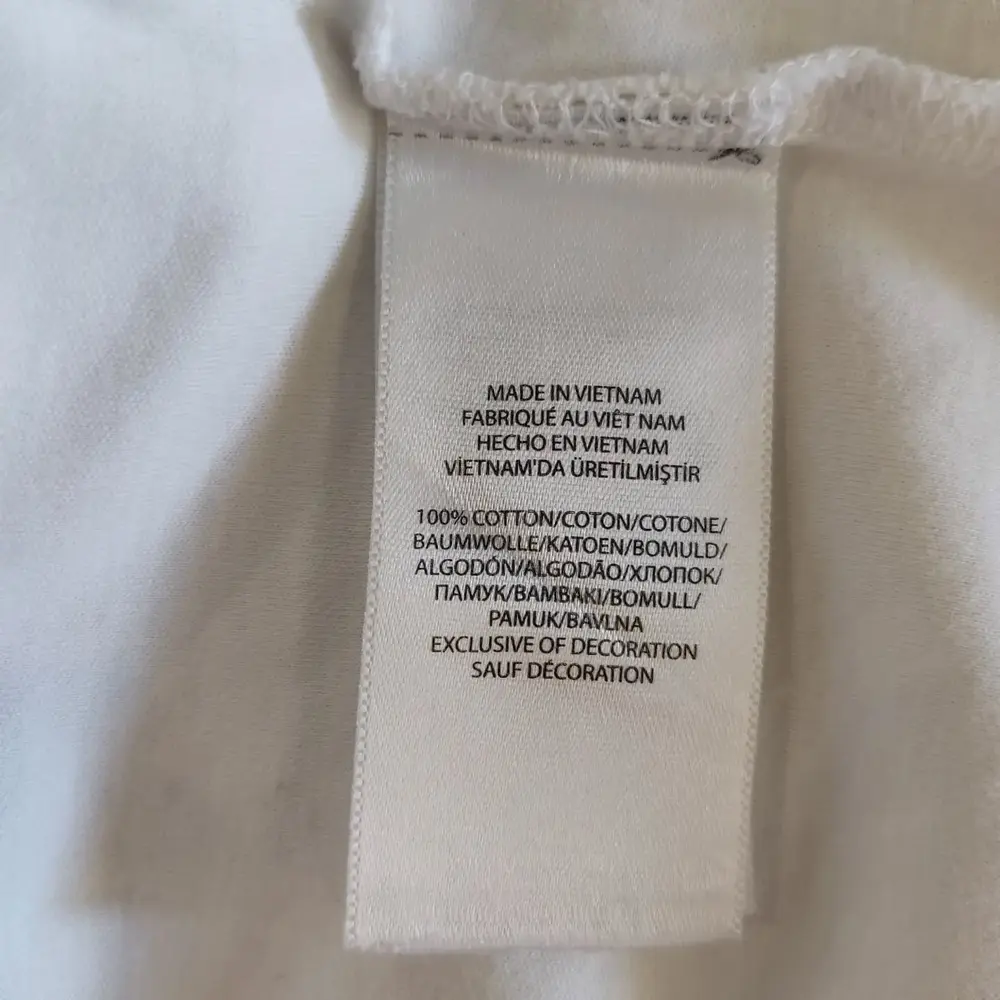 MADE IN VIETNAM
FABRIQUÉ AU VIÊT NAM
HECHO EN VIETNAM
VİETNAM'DA ÜRETİLMİŞTİR
100% COTTON/COTON/COTONE/
BAUMWOLLE/KATOEN/BOMULD/
ALGODÓN/ALGODÃO/ХЛОПОК/
ПАМУК/BAMBAKI/BOMULL/
PAMUK/BAVLNA
EXCLUSIVE OF DECORATION
SAUF DÉCORATION